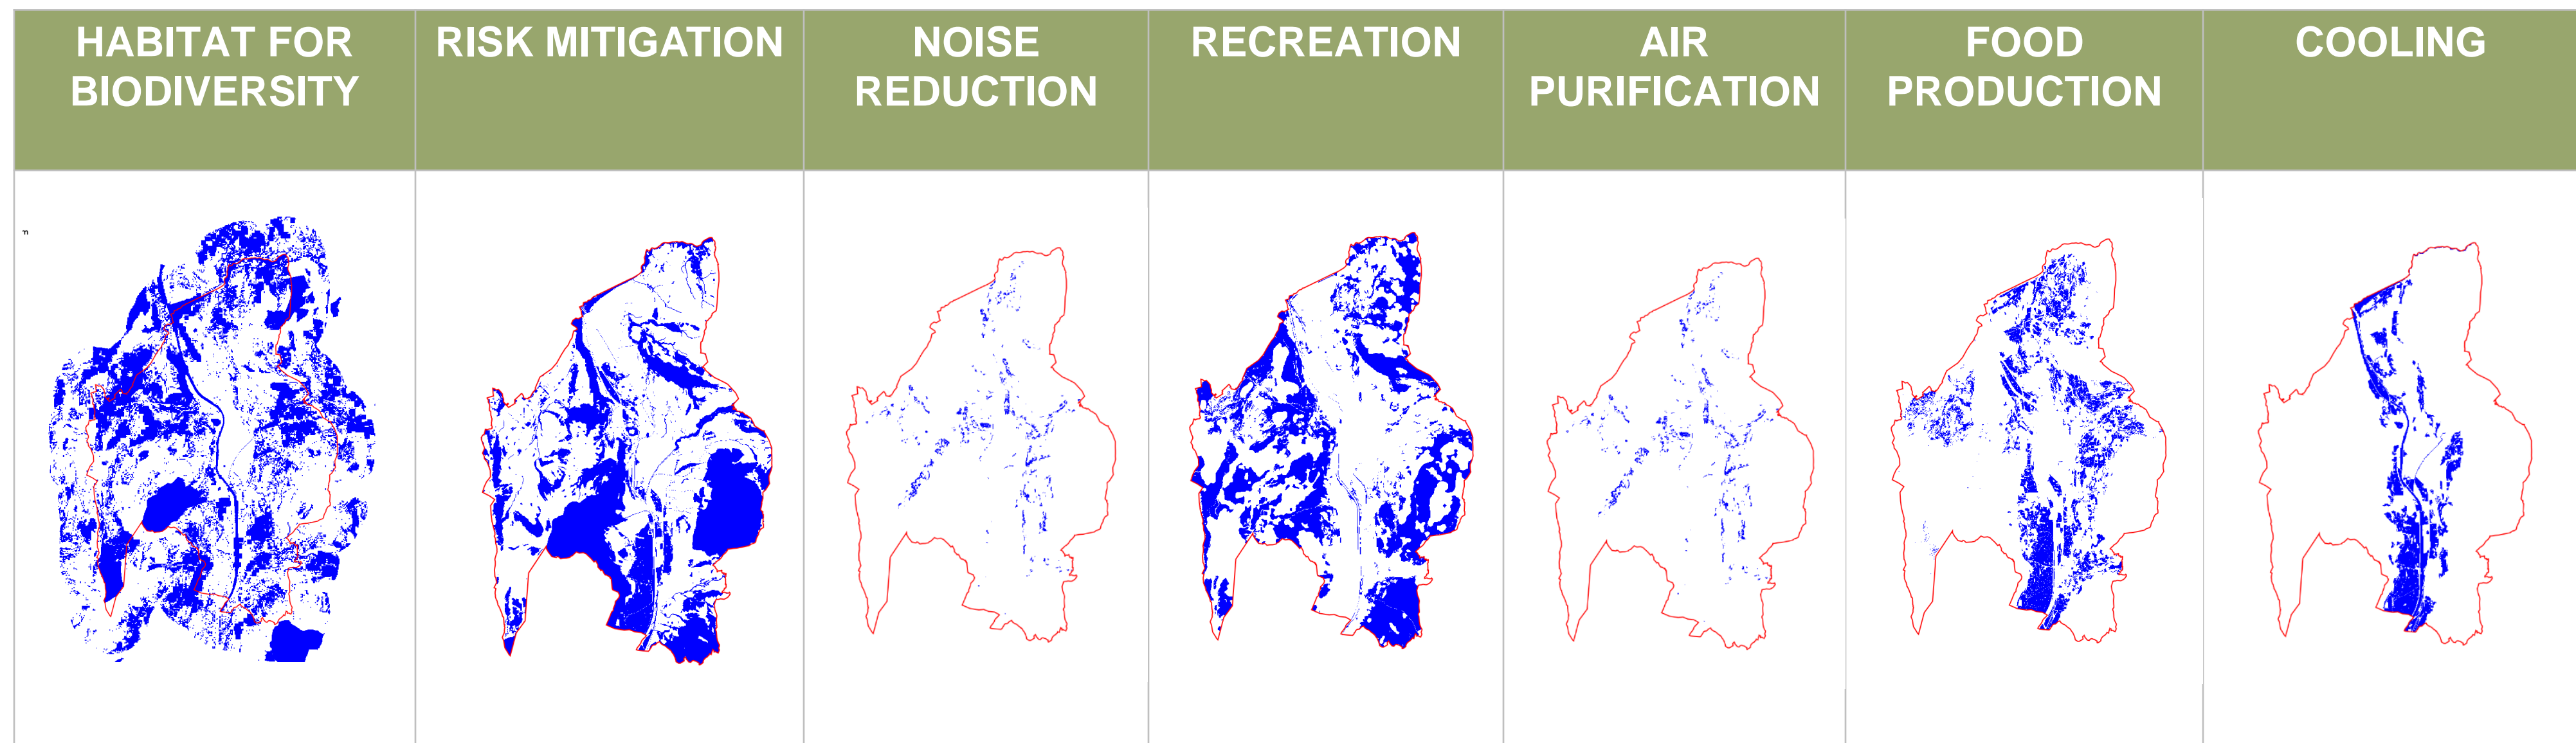 HABITAT FOR
BIODIVERSITY
RISK MITIGATION
NOISE
REDUCTION
RECREATION
AIR
PURIFICATION
FOOD
PRODUCTION
COOLING